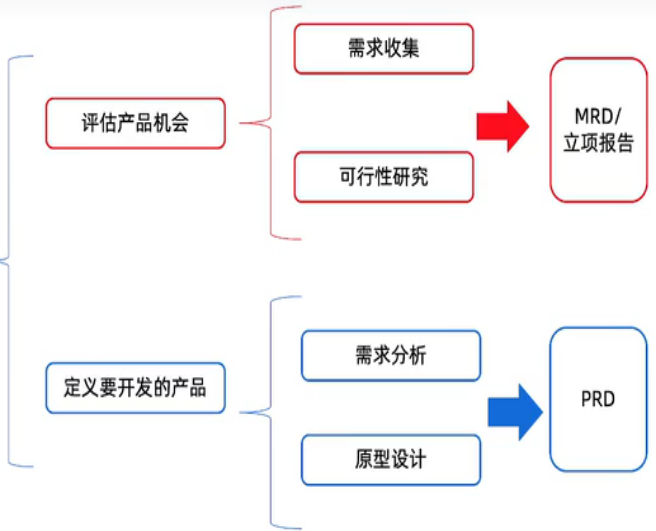 需求收集
评估产品机会
可行性研究
MRD/
立项报告
需求分析
定义要开发的产品
原型设计
PRD